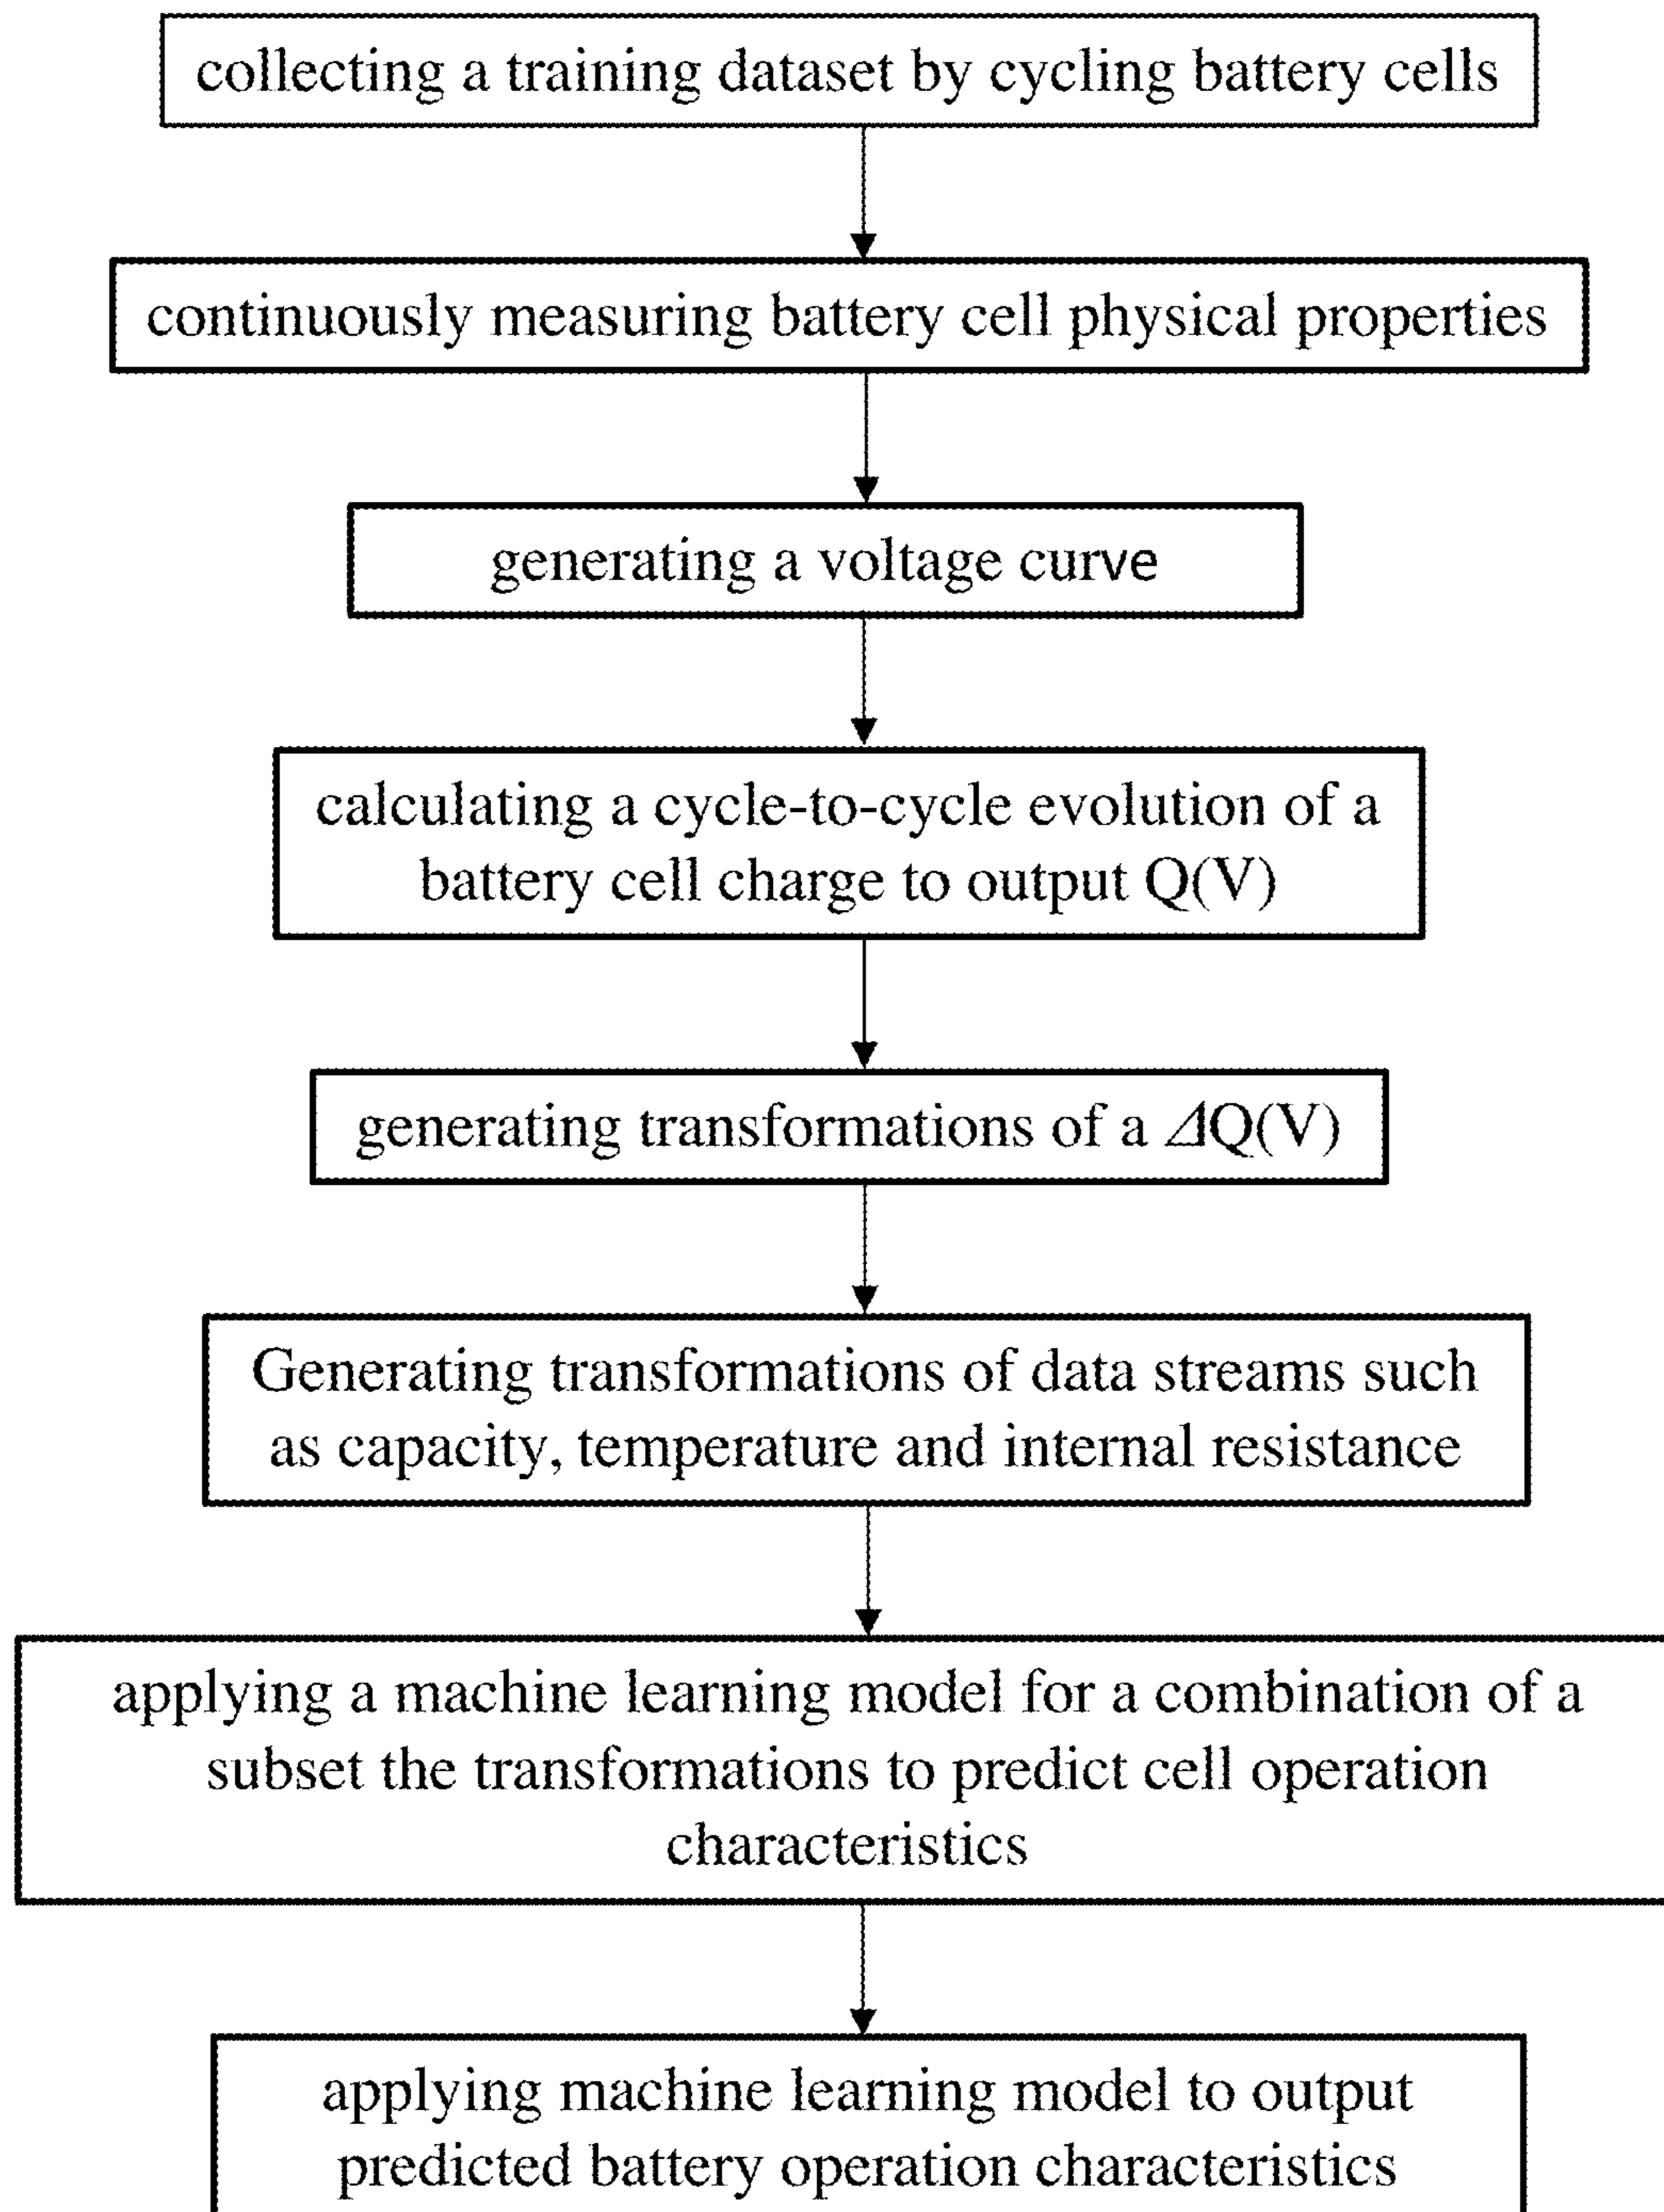 collecting a training dataset by cycling battery cells
continuously measuring battery cell physical properties
generating a voltage curve
calculating a cycle-to-cycle evolution of a
battery cell charge to output Q(V)
generating transformations of a ΔQ(V)
Generating transformations of data streams such
as capacity, temperature and internal resistance
applying a machine learning model for a combination of a
subset the transformations to predict cell operation
characteristics
applying machine learning model to output
predicted battery operation characteristics